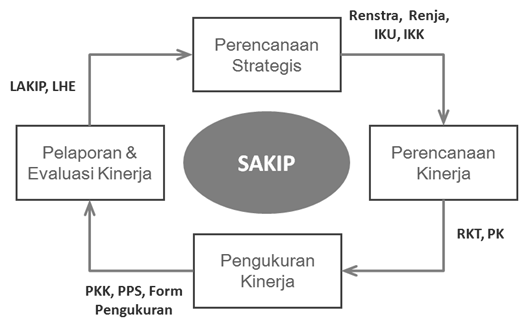 Perencanaan
Strategis
Renstra, Renja,
IKU, IKK
LAKIP, LHE
Pelaporan &
Evaluasi Kinerja
SAKIP
Perencanaan
Kinerja
RKT, PK
Pengukuran
Kinerja
PKK, PPS, Form
Pengukuran